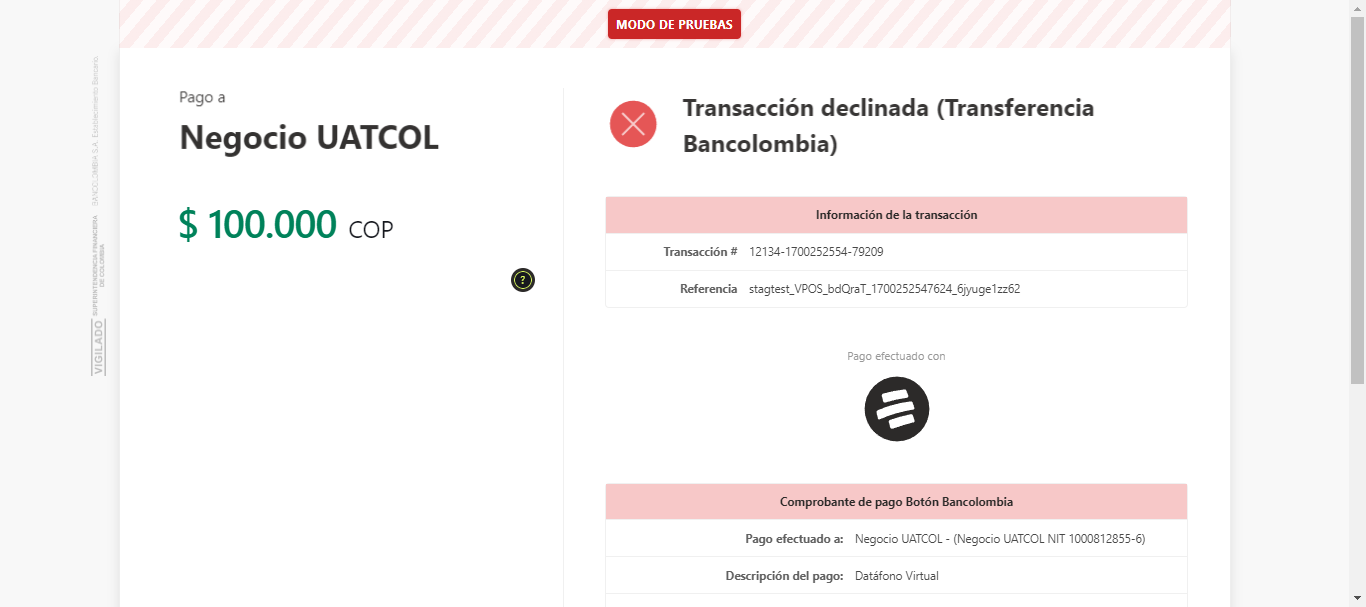 MODO DE PRUEBAS
BANCOLOMBIA S.A. Establecimiento Bancario.
SUPERINTENDENCIA FINANCIERA
DE COLOMBIA
VIGILADO
Pago a
Negocio UATCOL
$ 100.000 COP
?
Transacción declinada (Transferencia
Bancolombia)
Información de la transacción
Transacción # 12134-1700252554-79209
Referencia stagtest_VPOS_bdQraT_1700252547624_6jyuge1zz62
Pago efectuado con
Comprobante de pago Botón Bancolombia
Pago efectuado a: Negocio UATCOL - (Negocio UATCOL NIT 1000812855-6)
Descripción del pago: Datáfono Virtual